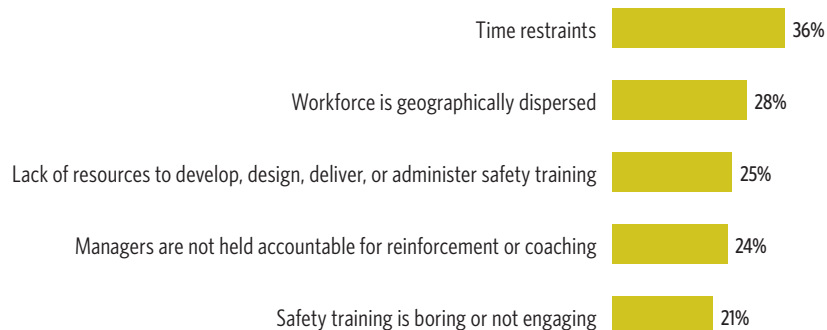 Time restraints 36%
Workforce is geographically dispersed 28%
Lack of resources to develop, design, deliver, or administer safety training 25%
Managers are not held accountable for reinforcement or coaching 24%
Safety training is boring or not engaging 21%